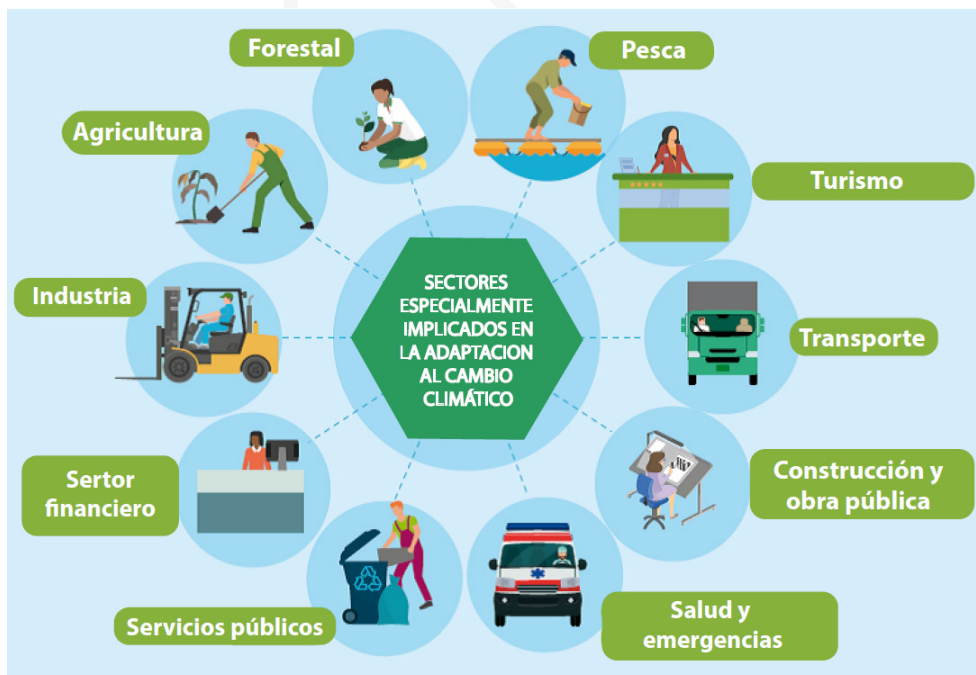 Forestal
Pesca
Agricultura
Turismo
Industria
SECTORES
ESPECIALMENTE
IMPLICADOS EN
LA ADAPTACION
AL CAMBIO
CLIMÁTICO
Transporte
Sertor
financiero
Construcción y
obra pública
Servicios públicos
Salud y
emergencias